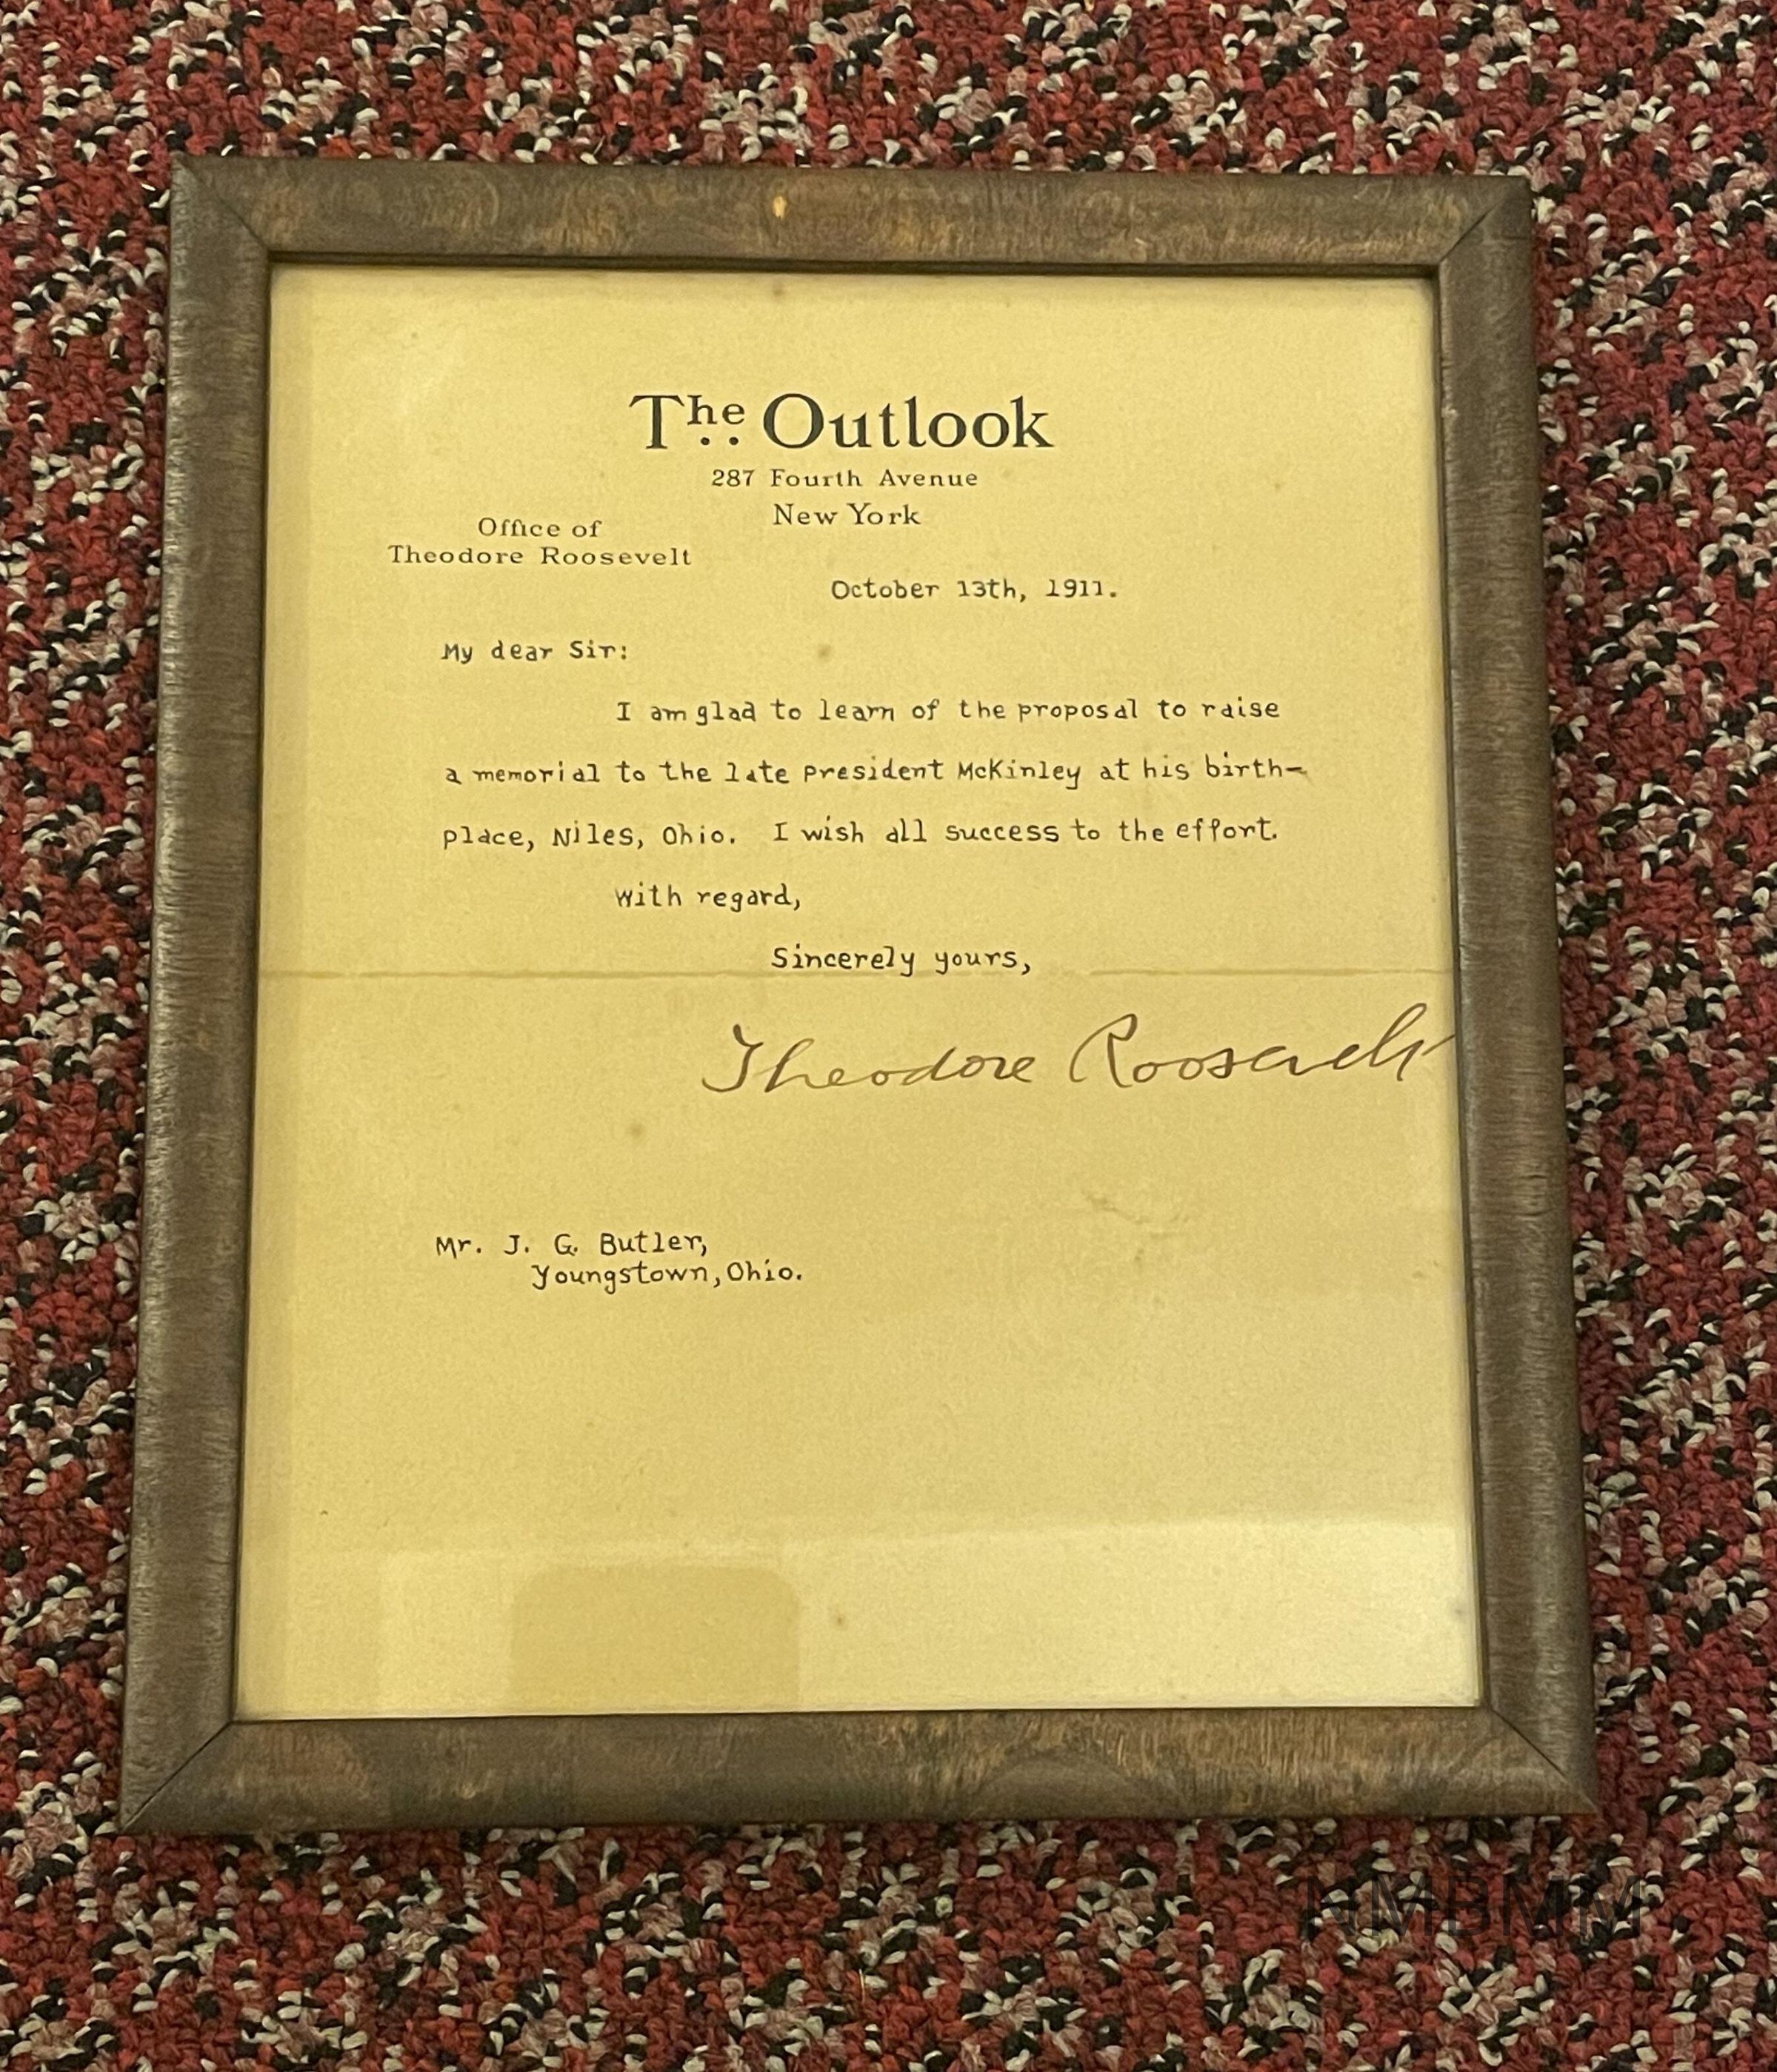 The Outlook
287 Fourth Avenue
New York
Office of
Theodore Roosevelt
October 13th, 1911.
My dear Sir:
I am glad to learn of the proposal to raise
a memorial to the late President McKinley at his birth-
place, Niles, Ohio. I wish all success to the effort.
With regard,
Sincerely yours,
Theodore Roosevelt
Mr. J. G. Butler,
Youngstown, Ohio.
NMBMM